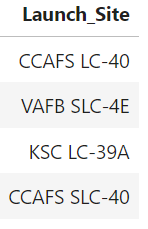 Launch_Site
CCAFS LC-40
VAFB SLC-4E
KSC LC-39A
CCAFS SLC-40